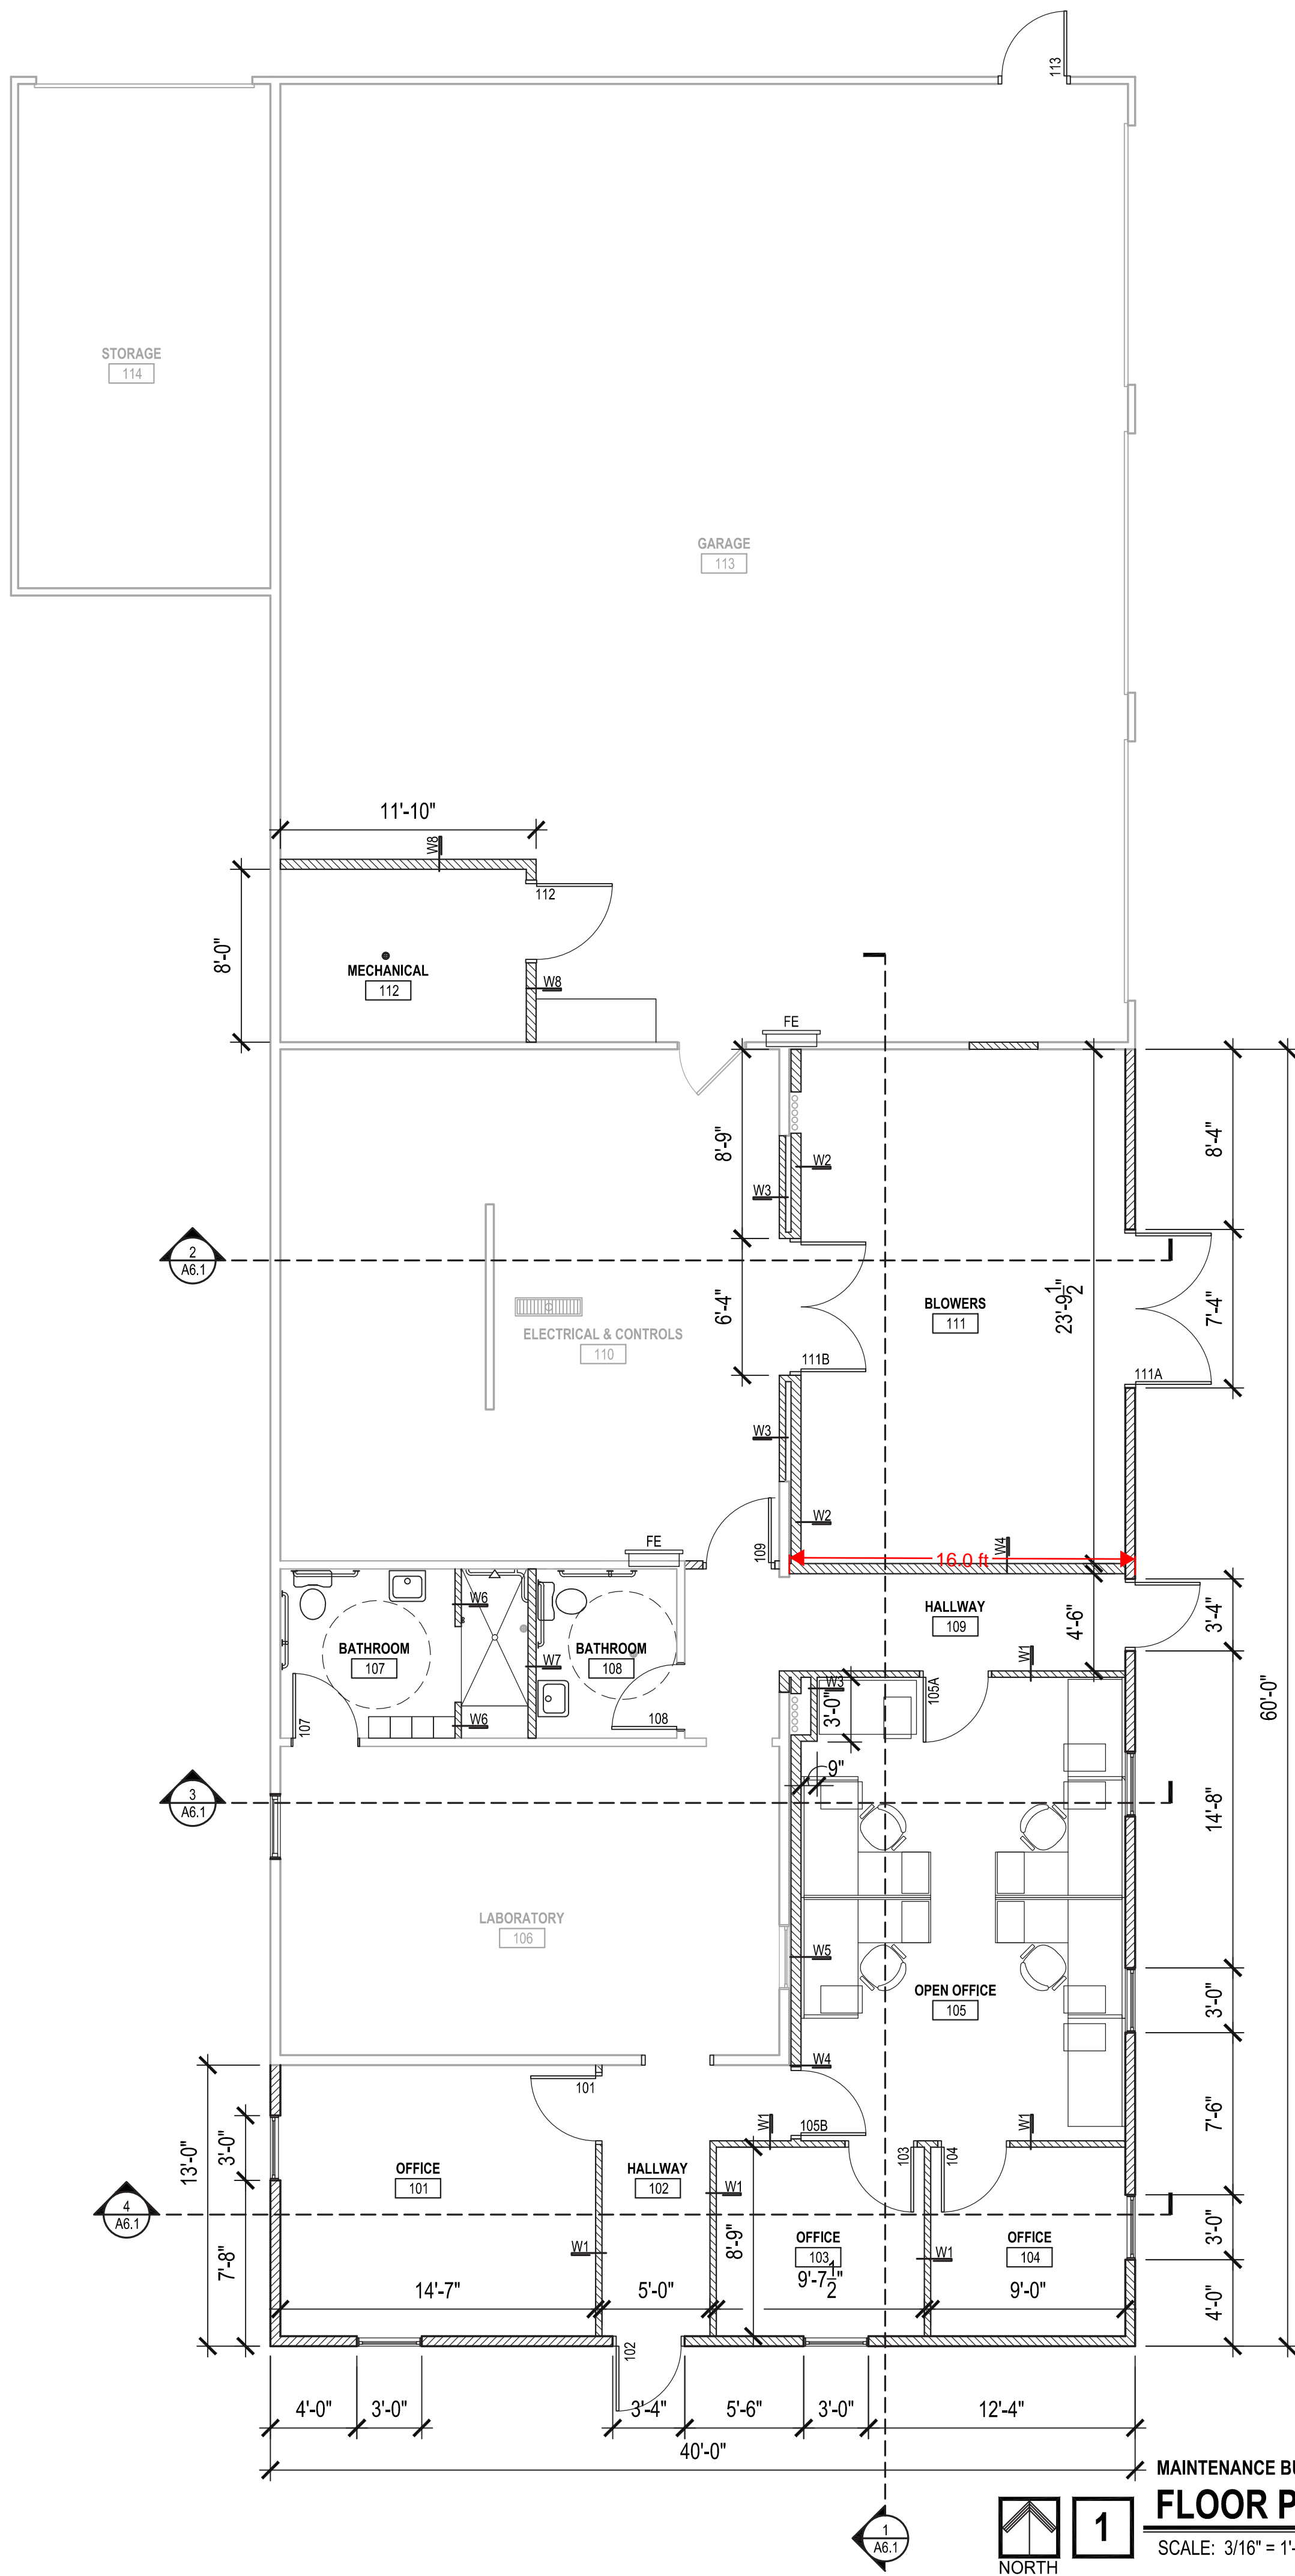 113
STORAGE
114
GARAGE
113
11'-10"
W8
112
8'-0"
MECHANICAL
112
W8
FE
8'-9"
8'-4"
W2
W3
2
A6.1
6'-4"
BLOWERS
111
23'-9 1/2"
7'-4"
ELECTRICAL & CONTROLS
110
111B
111A
W3
W2
W4
FE
109
16.0 ft
W6
HALLWAY
109
4'-6"
3'-4"
BATHROOM
107
W7
BATHROOM
108
W1
60'-0"
W3
105A
3'-0"
107
W6
108
9"
3
A6.1
14'-8"
LABORATORY
106
W5
OPEN OFFICE
105
3'-0"
W4
101
W1
105B
W1
7'-6"
13'-0"
3'-0"
103
104
OFFICE
101
HALLWAY
102
W1
4
A6.1
7'-8"
W1
8'-9"
OFFICE
103
W1
OFFICE
104
3'-0"
14'-7"
5'-0"
9'-7 1/2"
9'-0"
4'-0"
102
4'-0"
3'-0"
3'-4"
5'-6"
3'-0"
12'-4"
40'-0"
1
A6.1
NORTH
1
MAINTENANCE BU
FLOOR P
SCALE: 3/16" = 1'-